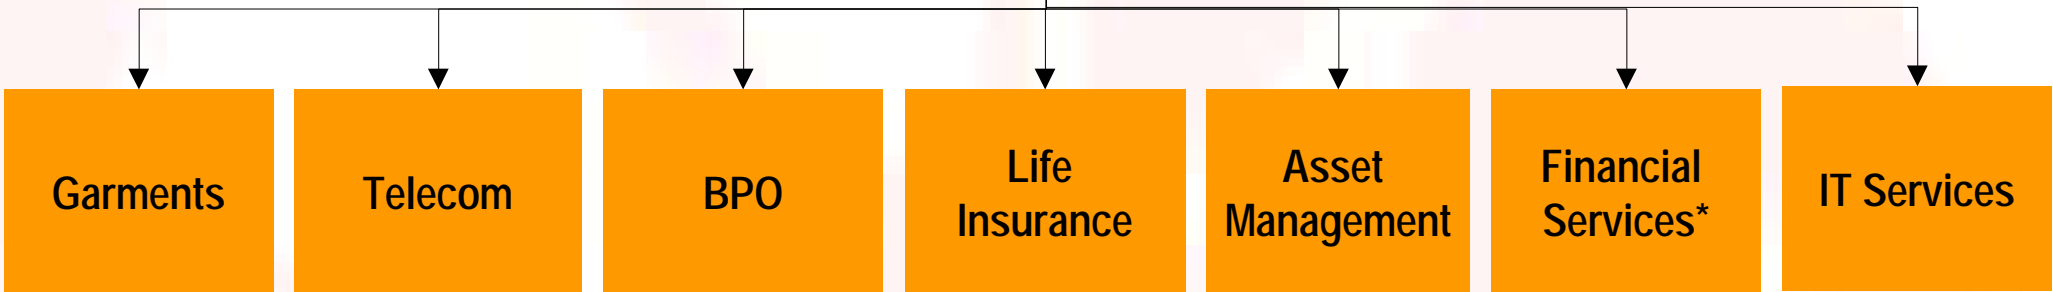 Garments
Telecom
BPO
Life
Insurance
Asset
Management
Financial
Services*
IT Services